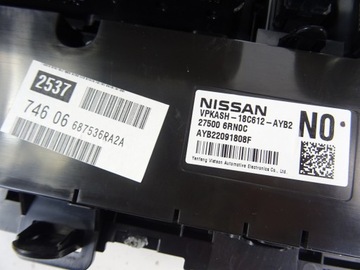 2537
746 06 687536RA2A
NISSAN
VPKASH-18C612-AYB2
27500 6RN0C
AYB22091808F
NO
Yanfeng Visteon Automotive Electronics Co., Ltd.